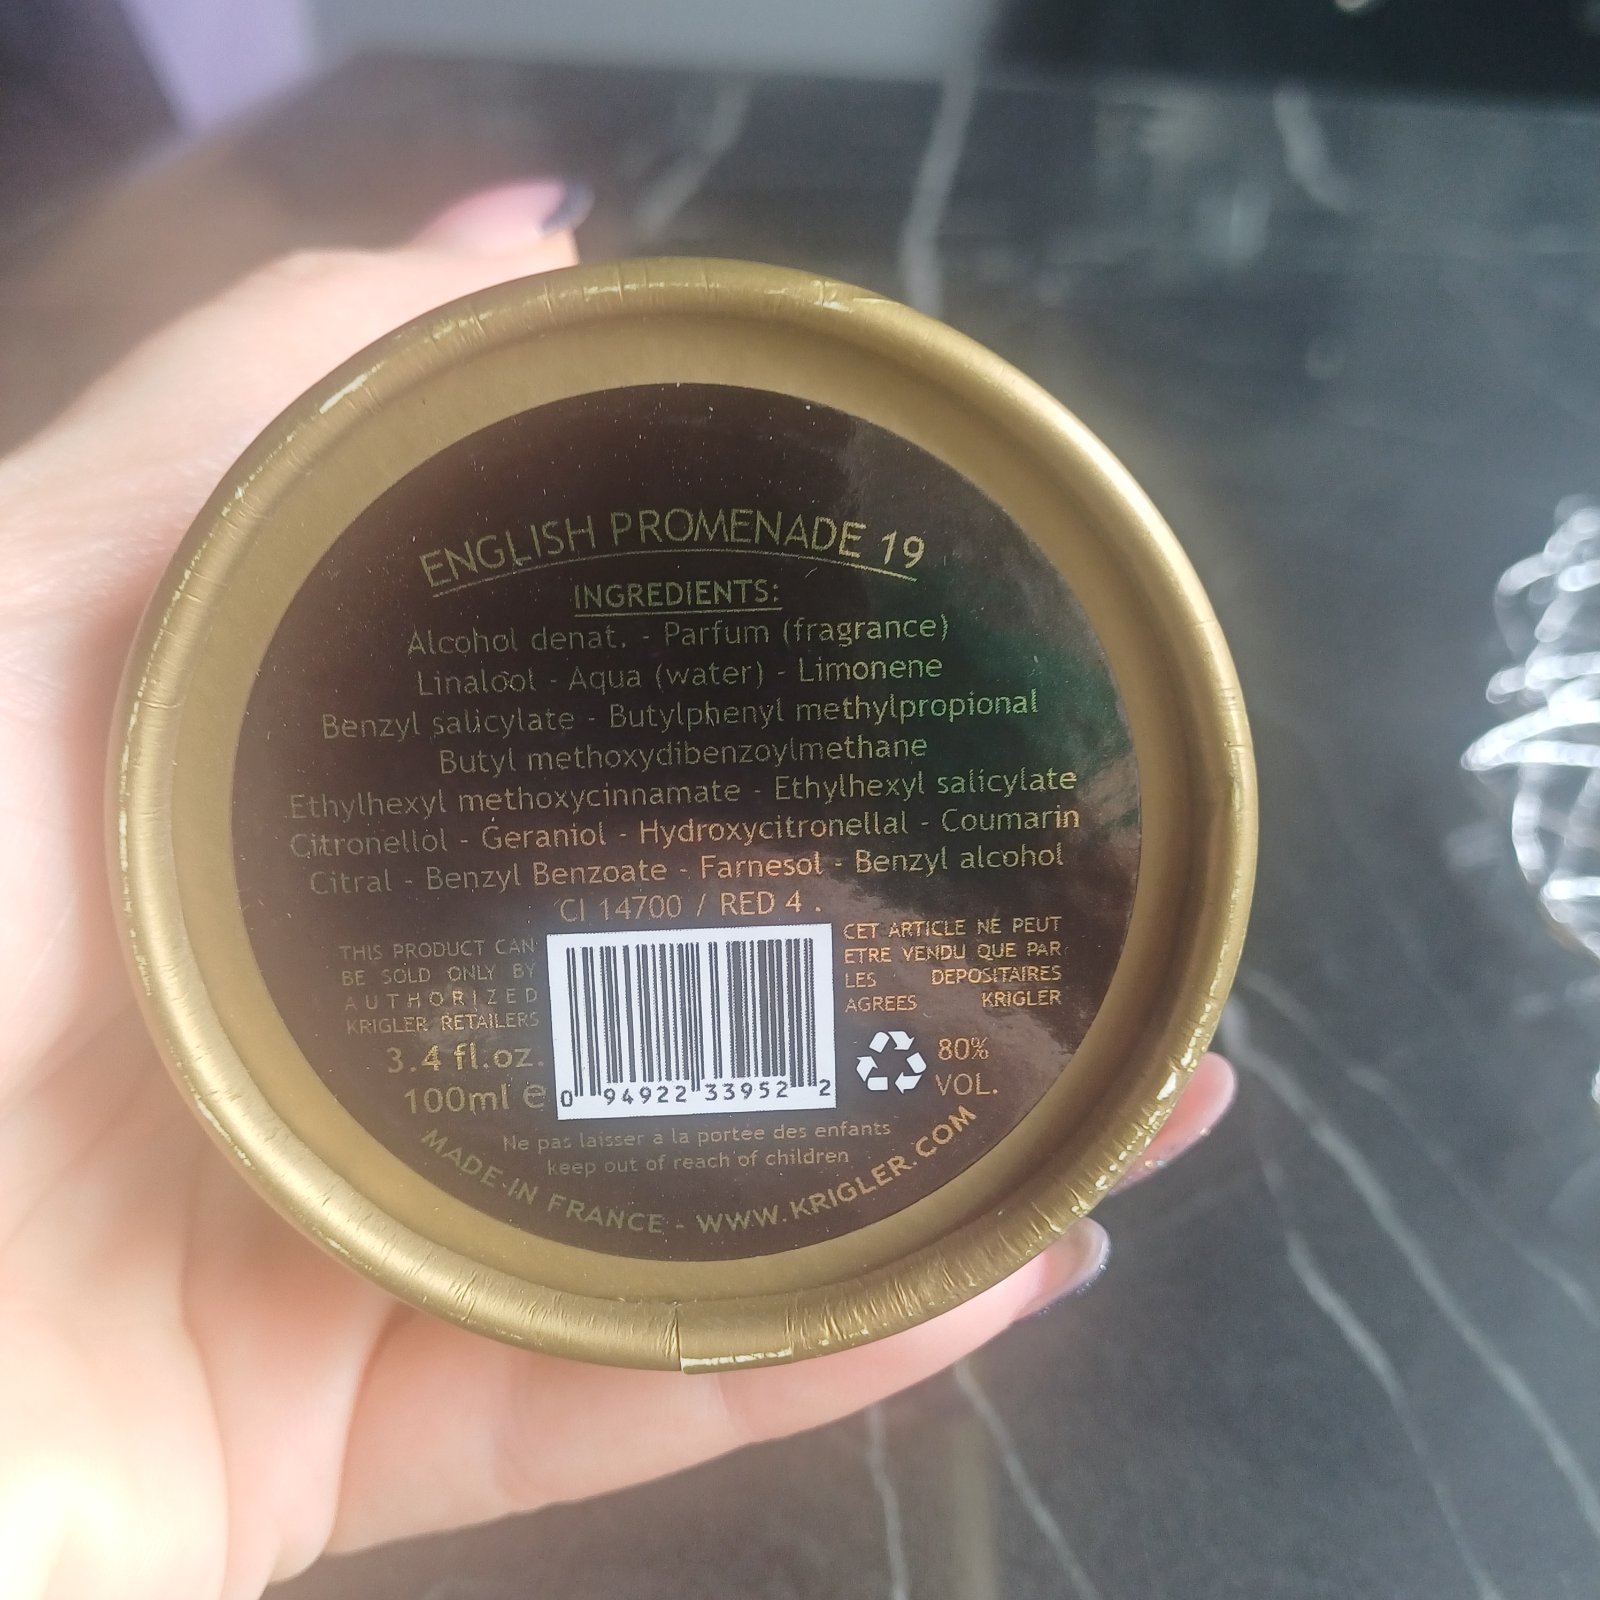 ENGLISH PROMENADE 19
INGREDIENTS:
Alcohol denat. - Parfum (fragrance)
Linalool - Aqua (water) - Limonene
Benzyl salicylate - Butylphenyl methylpropional
Butyl methoxydibenzoylmethane
Ethylhexyl methoxycinnamate - Ethylhexyl salicylate
Citronellol - Geraniol - Hydroxycitronellal - Coumarin
Citral - Benzyl Benzoate - Farnesol - Benzyl alcohol
CI 14700 / RED 4 .
THIS PRODUCT CAN
BE SOLD ONLY BY
AUTHORIZED
KRIGLER RETAILERS
3.4 fl.oz.
100ml e
0 94922 33952 2
CET ARTICLE NE PEUT
ETRE VENDU QUE PAR
LES DEPOSITAIRES
AGREES KRIGLER
80%
VOL.
Ne pas laisser a la portee des enfants
keep out of reach of children
MADE IN FRANCE - WWW.KRIGLER.COM